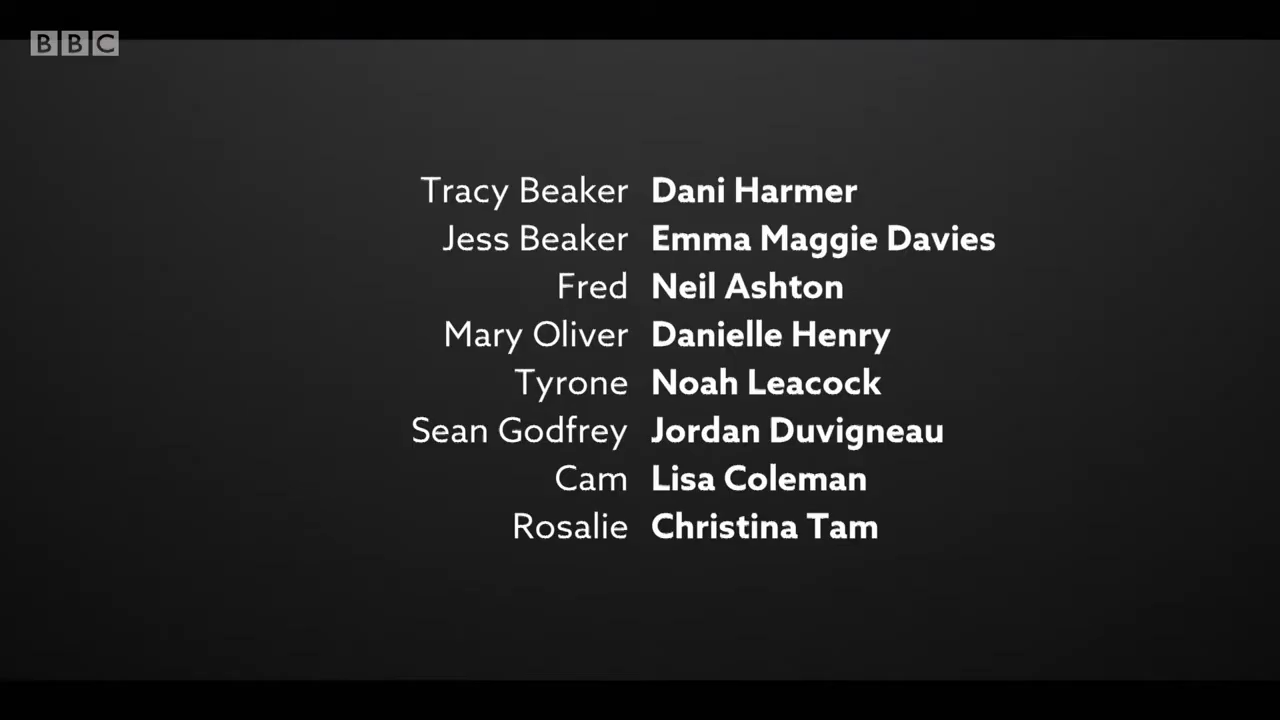 BBC
Tracy Beaker Dani Harmer
Jess Beaker Emma Maggie Davies
Fred Neil Ashton
Mary Oliver Danielle Henry
Tyrone Noah Leacock
Sean Godfrey Jordan Duvigneau
Cam Lisa Coleman
Rosalie Christina Tam